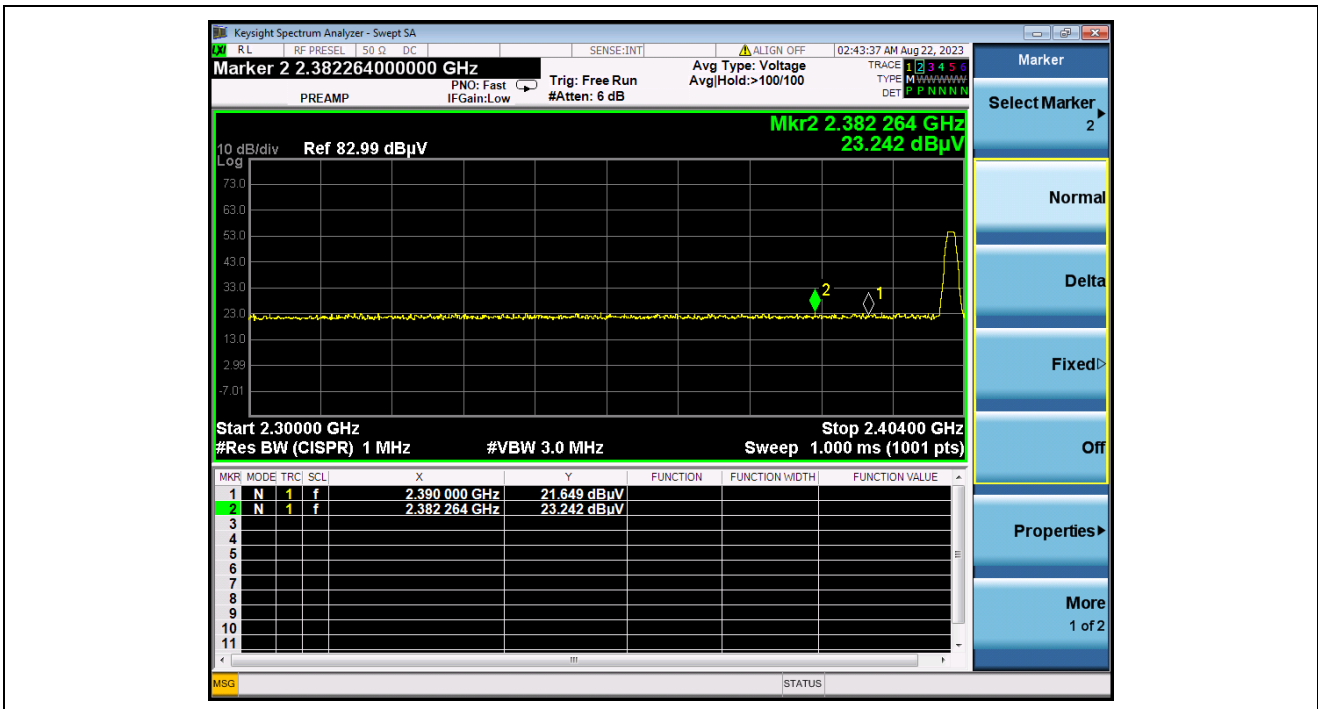 Keysight Spectrum Analyzer - Swept SA
LXI RL RF PRESEL 50 Ω DC SENSE:INT ALIGN OFF 02:43:37 AM Aug 22, 2023
Marker 2 2.382264000000 GHz
PREAMP
PNO: Fast
IFGain:Low
Trig: Free Run
#Atten: 6 dB
Avg Type: Voltage
Avg|Hold:>100/100
TRACE 1 2 3 4 5 6
TYPE M W W W W W
DET P P N N N N
Mkr2 2.382 264 GHz
23.242 dBµV
10 dB/div Ref 82.99 dBµV
Log
73.0
63.0
53.0
43.0
33.0
23.0
13.0
2.99
-7.01
2
1
Start 2.30000 GHz Stop 2.40400 GHz
#Res BW (CISPR) 1 MHz #VBW 3.0 MHz Sweep 1.000 ms (1001 pts)
MKR MODE TRC SCL X Y FUNCTION FUNCTION WIDTH FUNCTION VALUE
1 N 1 f 2.390 000 GHz 21.649 dBµV
2 N 1 f 2.382 264 GHz 23.242 dBµV
3
4
5
6
7
8
9
10
11
MSG STATUS
Marker
Select Marker
2
Normal
Delta
Fixed
Off
Properties
More
1 of 2